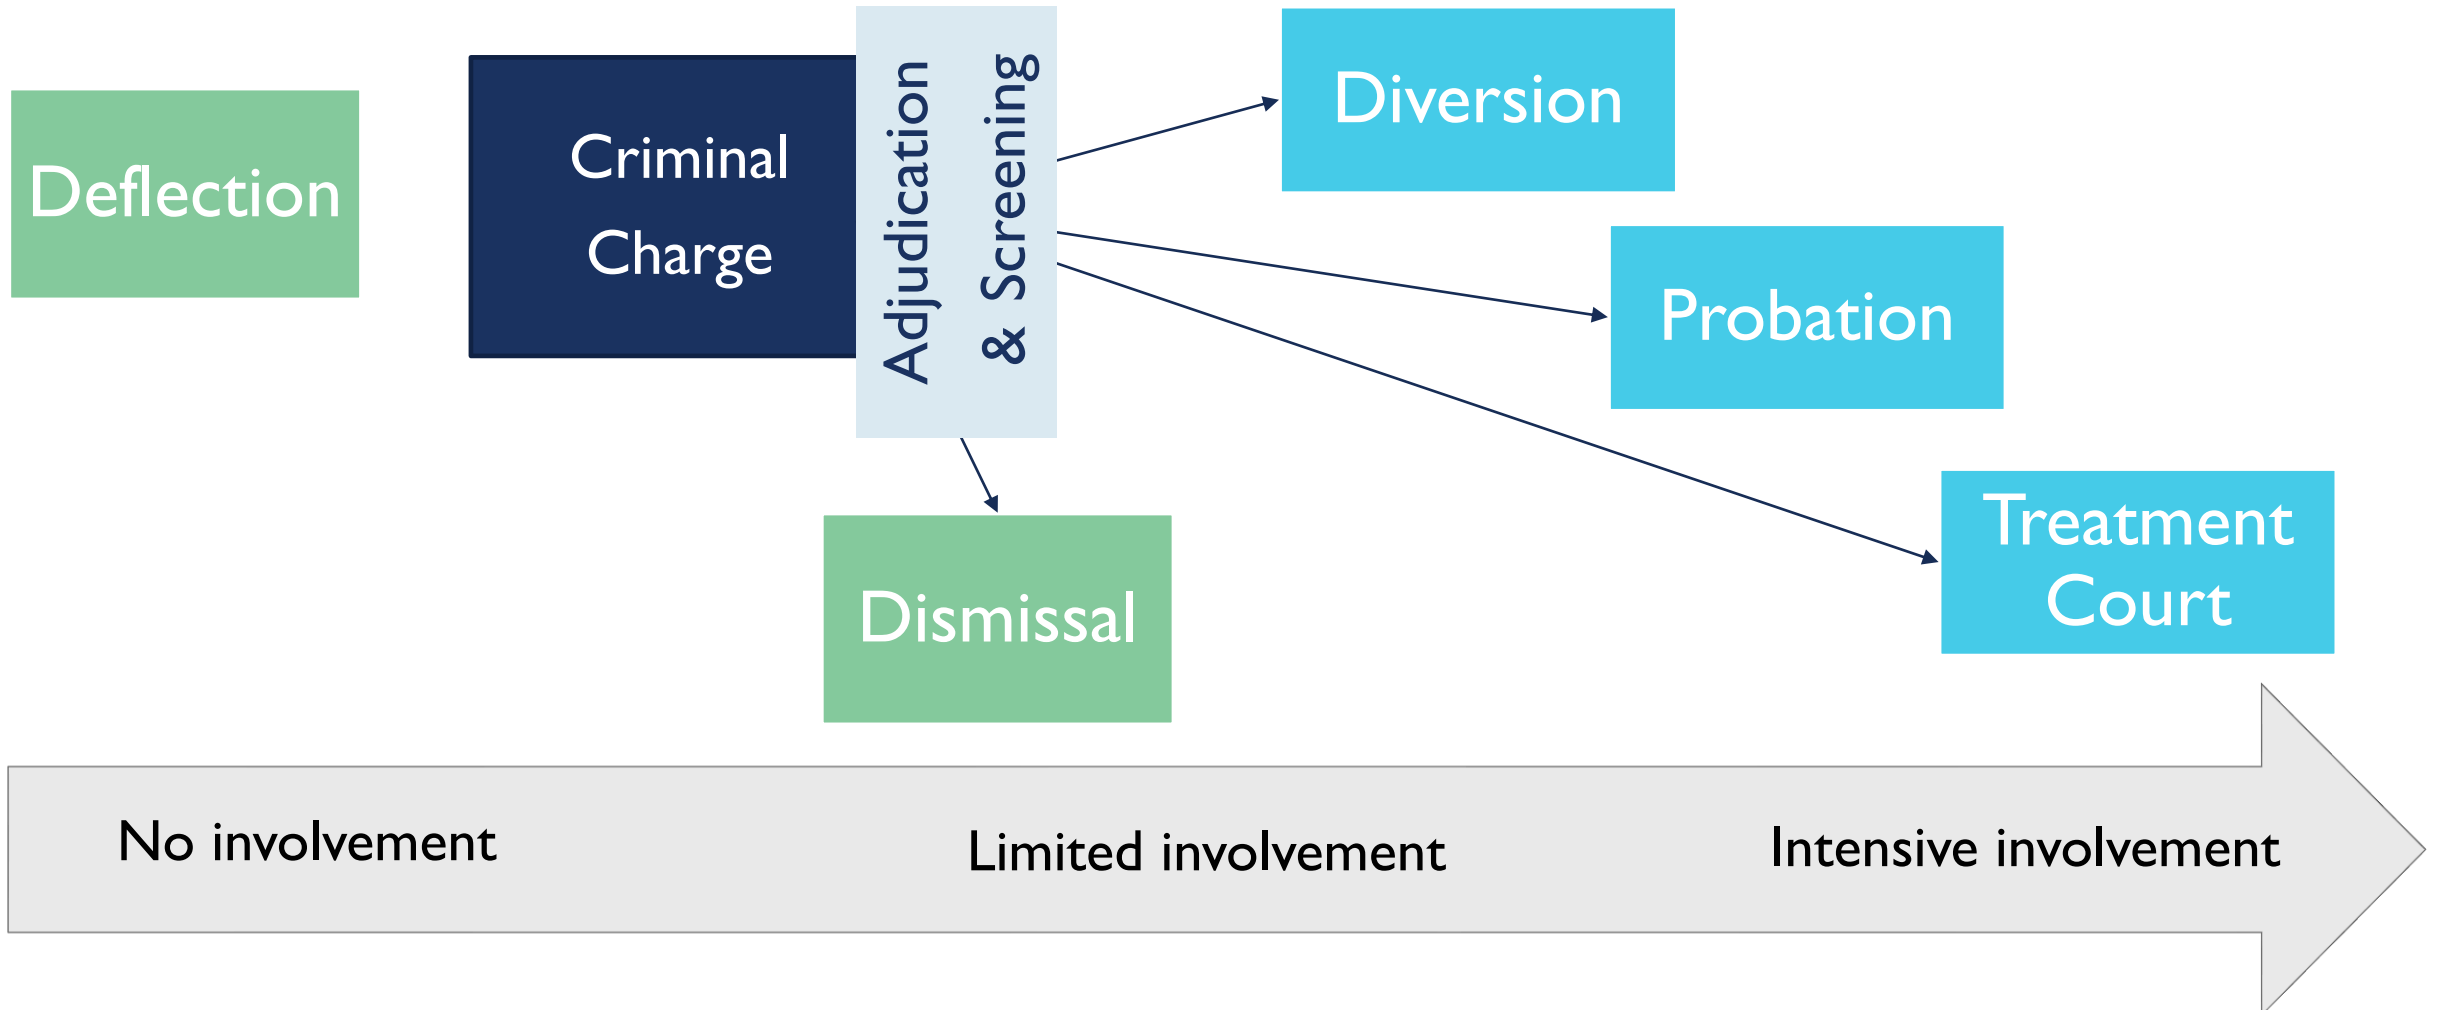 Deflection
Criminal
Charge
Adjudication
& Screening
Diversion
Probation
Treatment
Court
Dismissal
No involvement
Limited involvement
Intensive involvement